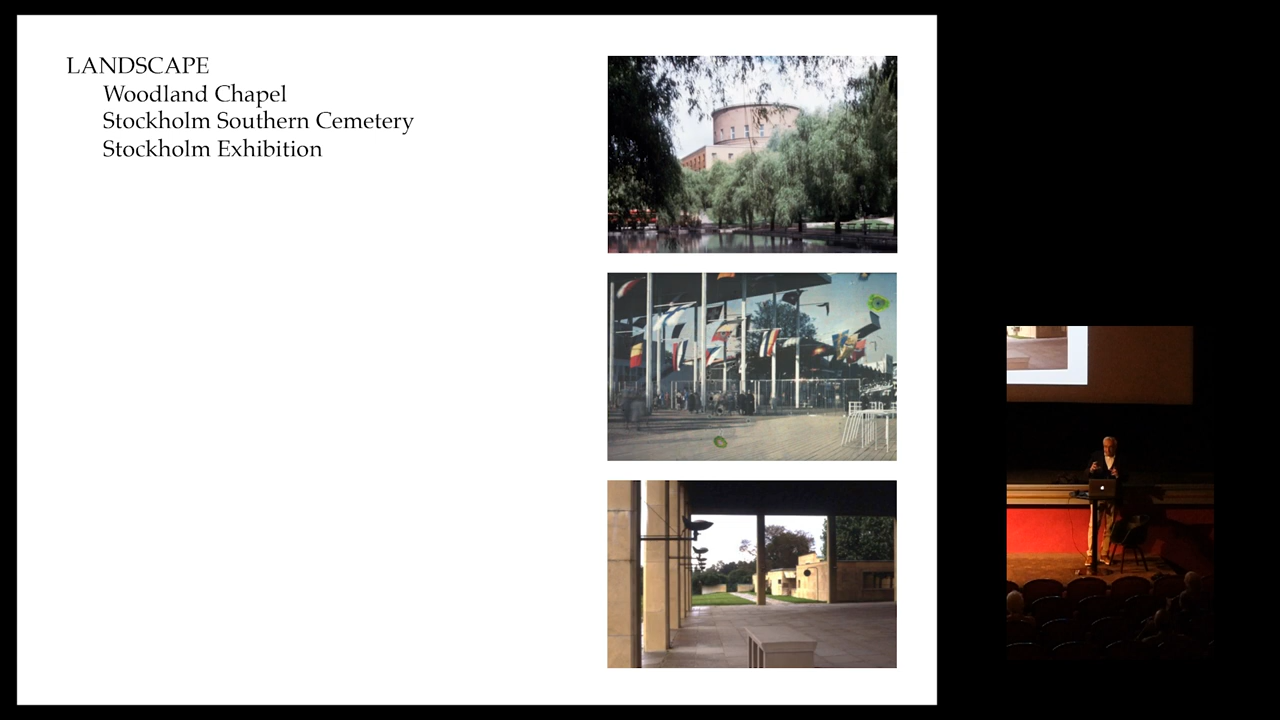 LANDSCAPE
Woodland Chapel
Stockholm Southern Cemetery
Stockholm Exhibition